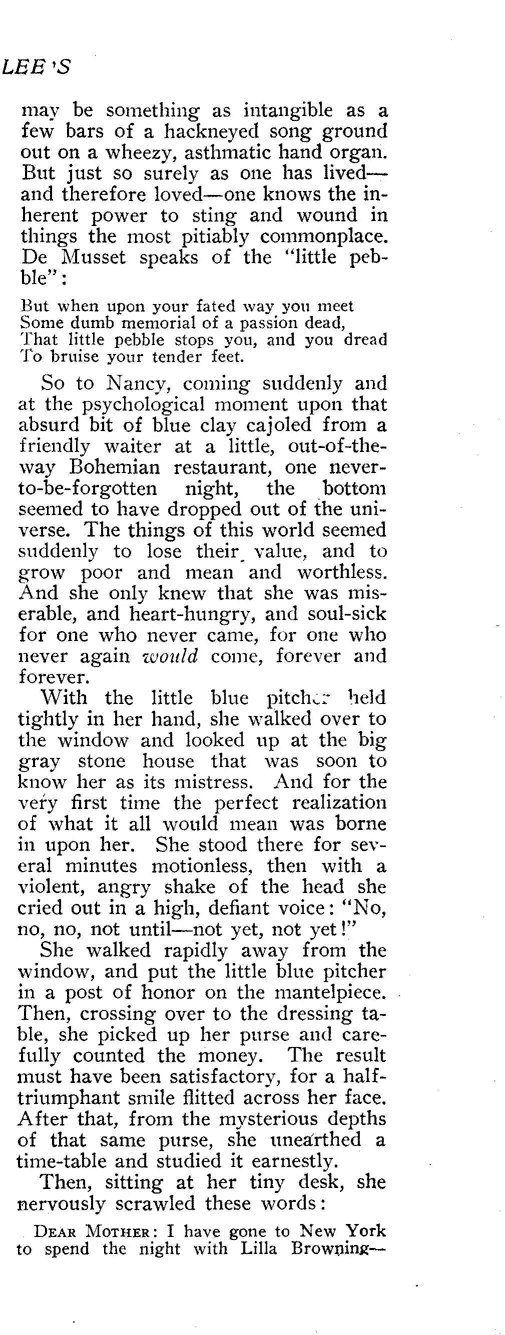 LEE'S
may be something as intangible as a
few bars of a hackneyed song ground
out on a wheezy, asthmatic hand organ.
But just so surely as one has lived—
and therefore loved—one knows the in-
herent power to sting and wound in
things the most pitiably commonplace.
De Musset speaks of the "little peb-
ble":
But when upon your fated way you meet
Some dumb memorial of a passion dead,
That little pebble stops you, and you dread
To bruise your tender feet.
So to Nancy, coming suddenly and
at the psychological moment upon that
absurd bit of blue clay cajoled from a
friendly waiter at a little, out-of-the-
way Bohemian restaurant, one never-
to-be-forgotten night, the bottom
seemed to have dropped out of the uni-
verse. The things of this world seemed
suddenly to lose their value, and to
grow poor and mean and worthless.
And she only knew that she was mis-
erable, and heart-hungry, and soul-sick
for one who never came, for one who
never again would come, forever and
forever.
With the little blue pitcher held
tightly in her hand, she walked over to
the window and looked up at the big
gray stone house that was soon to
know her as its mistress. And for the
very first time the perfect realization
of what it all would mean was borne
in upon her. She stood there for sev-
eral minutes motionless, then with a
violent, angry shake of the head she
cried out in a high, defiant voice: "No,
no, no, not until—not yet, not yet!"
She walked rapidly away from the
window, and put the little blue pitcher
in a post of honor on the mantelpiece.
Then, crossing over to the dressing ta-
ble, she picked up her purse and care-
fully counted the money. The result
must have been satisfactory, for a half-
triumphant smile flitted across her face.
After that, from the mysterious depths
of that same purse, she unearthed a
time-table and studied it earnestly.
Then, sitting at her tiny desk, she
nervously scrawled these words:
DEAR MOTHER: I have gone to New York
to spend the night with Lilla Browning—